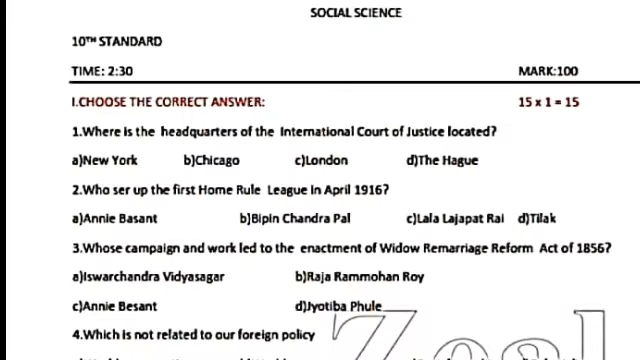 SOCIAL SCIENCE
10TH STANDARD
TIME: 2:30 MARK:100
I.CHOOSE THE CORRECT ANSWER: 15 x 1 = 15
1.Where is the headquarters of the International Court of Justice located?
a)New York b)Chicago c)London d)The Hague
2.Who ser up the first Home Rule League in April 1916?
a)Annie Basant b)Bipin Chandra Pal c)Lala Lajapat Rai d)Tilak
3.Whose campaign and work led to the enactment of Widow Remarriage Reform Act of 1856?
a)Iswarchandra Vidyasagar b)Raja Rammohan Roy
c)Annie Besant d)Jyotiba Phule
4.Which is not related to our foreign policy
Zeal